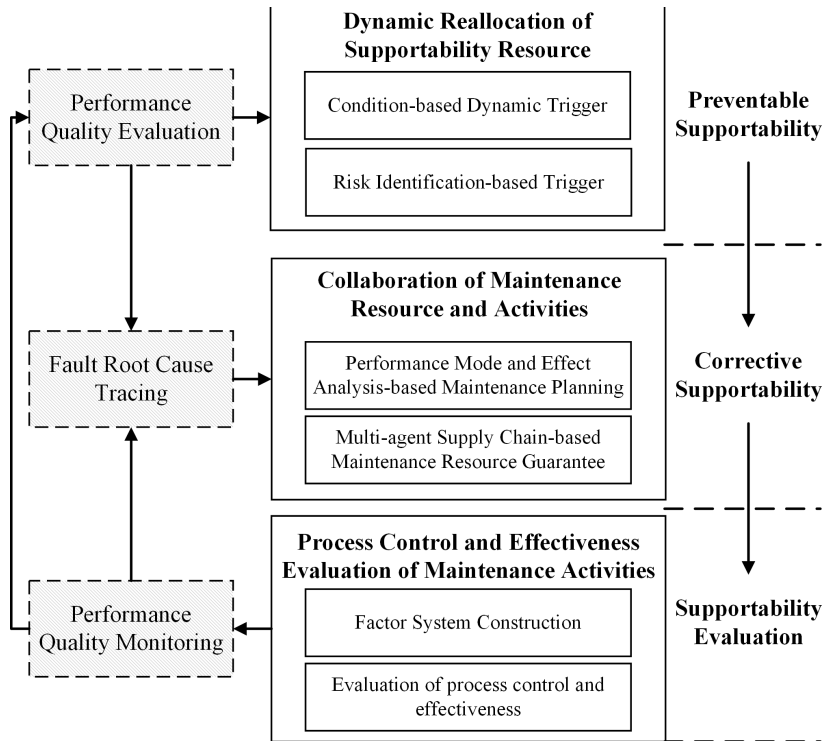 Dynamic Reallocation of
Supportability Resource
Performance
Quality Evaluation
Condition-based Dynamic Trigger
Risk Identification-based Trigger
Preventable
Supportability
Collaboration of Maintenance
Resource and Activities
Fault Root Cause
Tracing
Performance Mode and Effect
Analysis-based Maintenance Planning
Multi-agent Supply Chain-based
Maintenance Resource Guarantee
Corrective
Supportability
Process Control and Effectiveness
Evaluation of Maintenance Activities
Performance
Quality Monitoring
Factor System Construction
Evaluation of process control and
effectiveness
Supportability
Evaluation